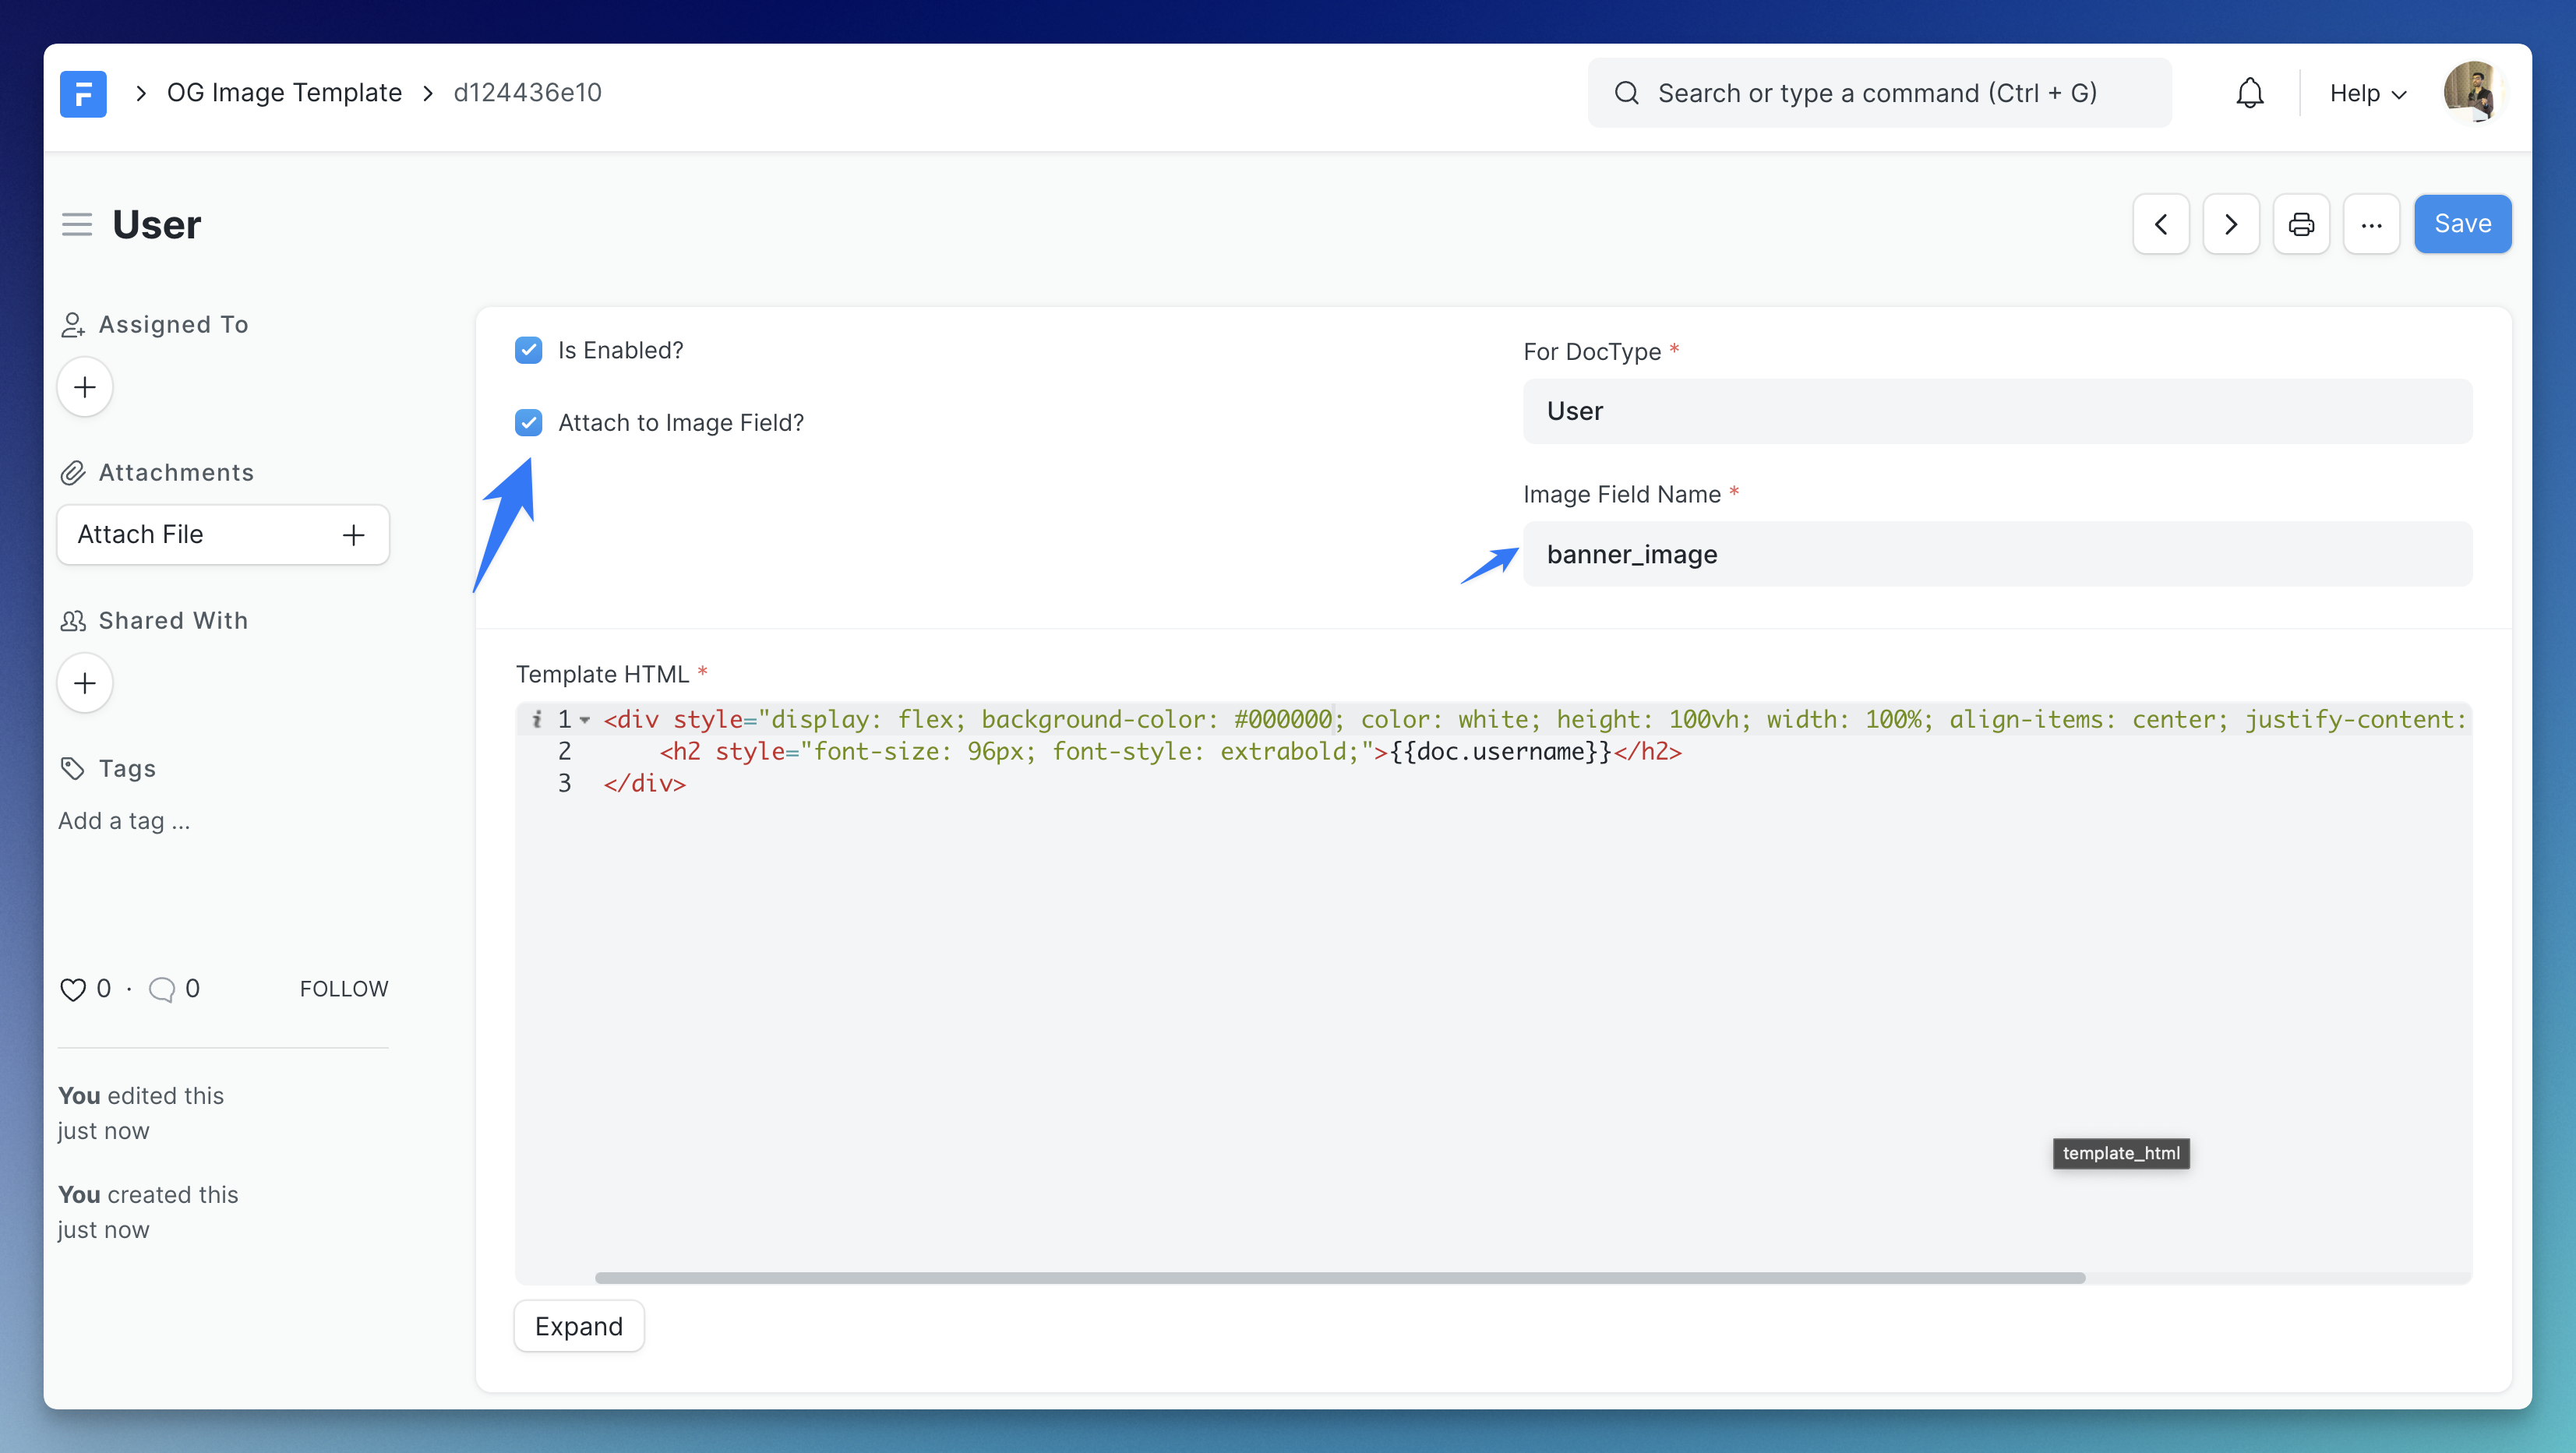 OG Image Template
d124436e10
Search or type a command (Ctrl + G)
Help
User
Save
Assigned To
Attachments
Attach File
Shared With
Tags
Add a tag ...
0 · 0
FOLLOW
You edited this
just now
You created this
just now
Is Enabled?
Attach to Image Field?
For DocType *
User
Image Field Name *
banner_image
Template HTML *
1 <div style="display: flex; background-color: #000000; color: white; height: 100vh; width: 100%; align-items: center; justify-content:
2 <h2 style="font-size: 96px; font-style: extrabold;">{{doc.username}}</h2>
3 </div>
template_html
Expand